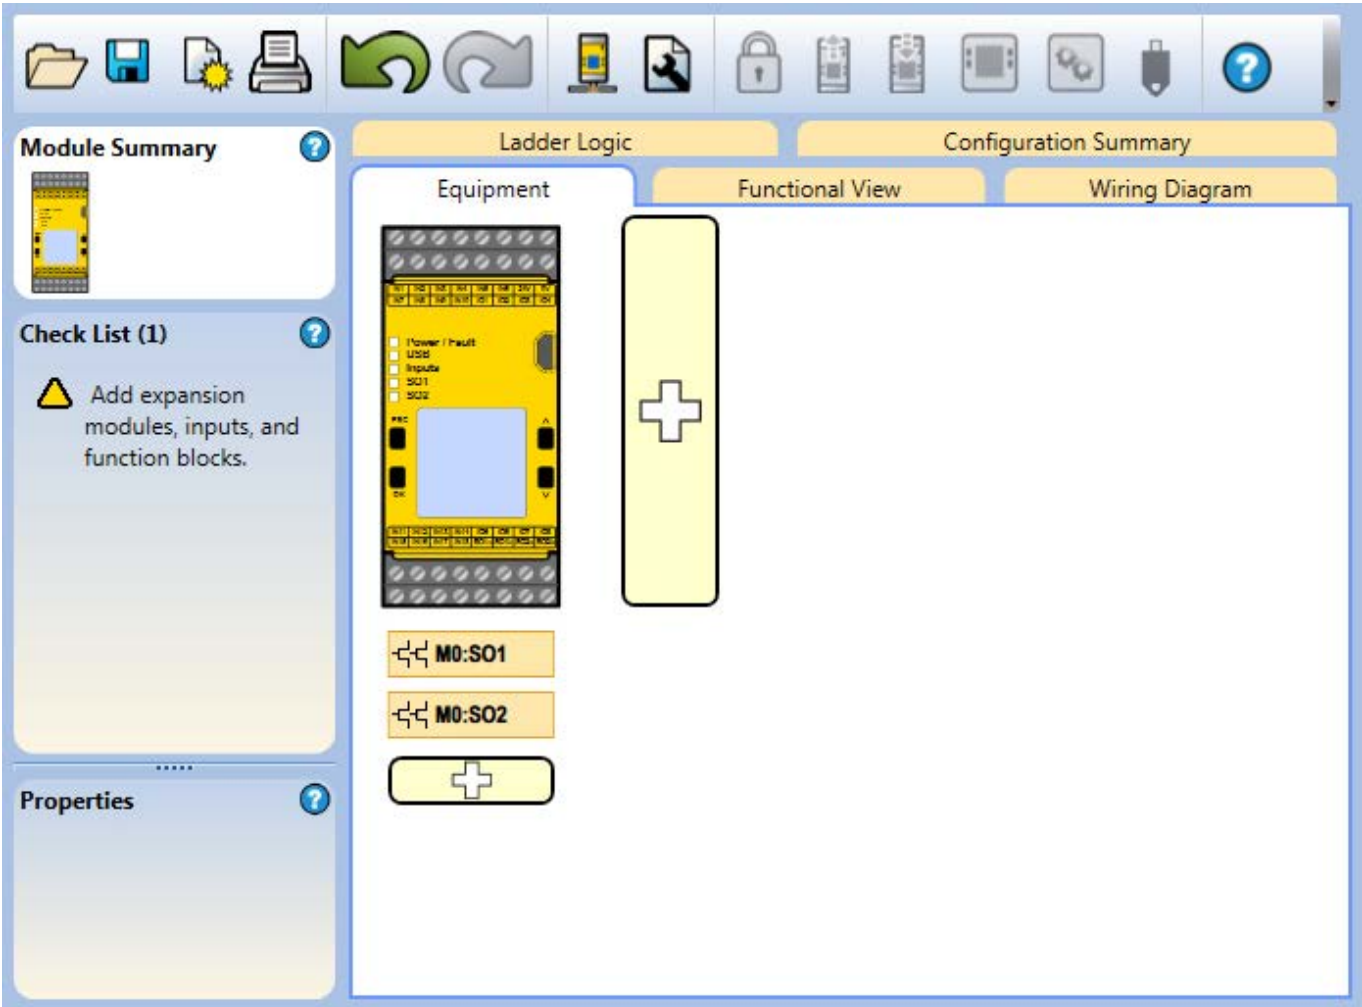 Module Summary
Ladder Logic
Configuration Summary
Equipment
Functional View
Wiring Diagram
Check List (1)
Add expansion
modules, inputs, and
function blocks.
Power / Fault
USB
Inputs
SO1
SO2
OK
M0:SO1
M0:SO2
Properties